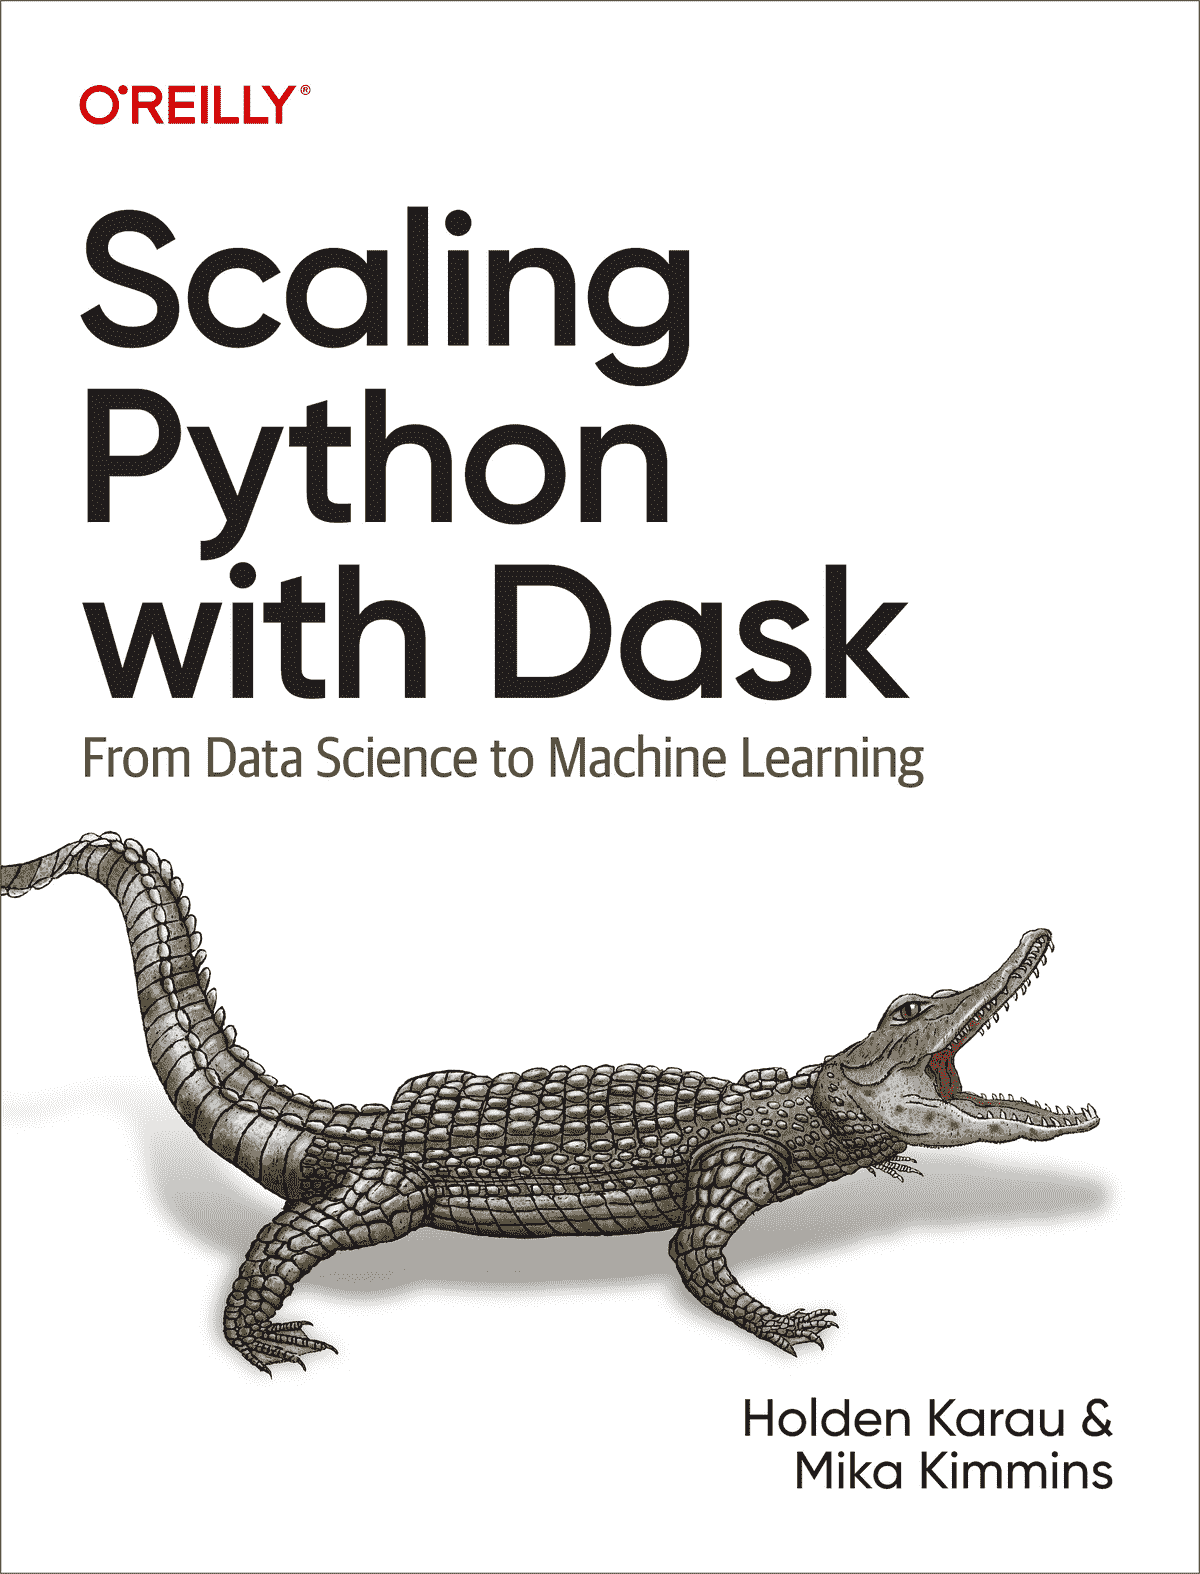 O'REILLY®
Scaling
Python
with Dask
From Data Science to Machine Learning
Holden Karau &
Mika Kimmins